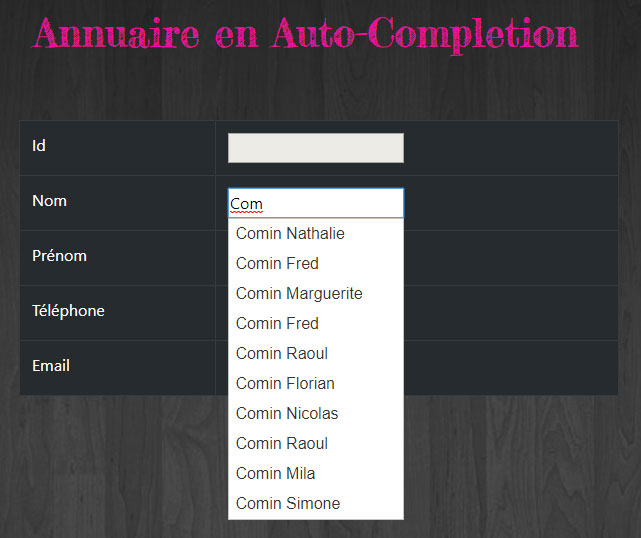 Annuaire en Auto-Completion
Id
Nom
Com
Comin Nathalie
Comin Fred
Prénom
Comin Marguerite
Téléphone
Comin Fred
Comin Raoul
Email
Comin Florian
Comin Nicolas
Comin Raoul
Comin Mila
Comin Simone